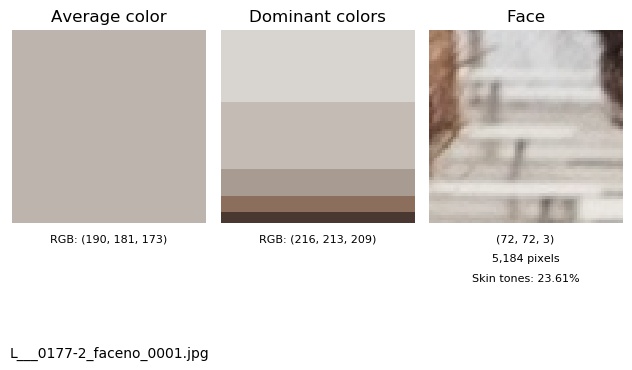 Average color
Dominant colors
Face
RGB: (190, 181, 173)
RGB: (216, 213, 209)
(72, 72, 3)
5,184 pixels
Skin tones: 23.61%
L___0177-2_faceno_0001.jpg